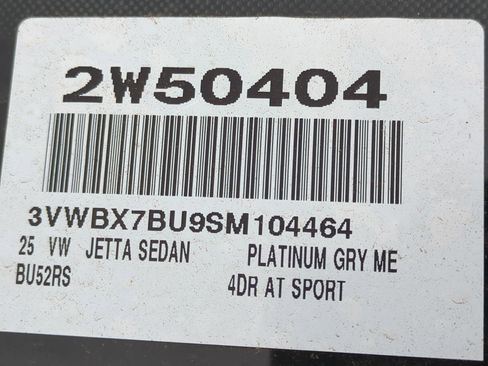 2W50404
3VWBX7BU9SM104464
25 VW JETTA SEDAN PLATINUM GRY ME
BU52RS 4DR AT SPORT